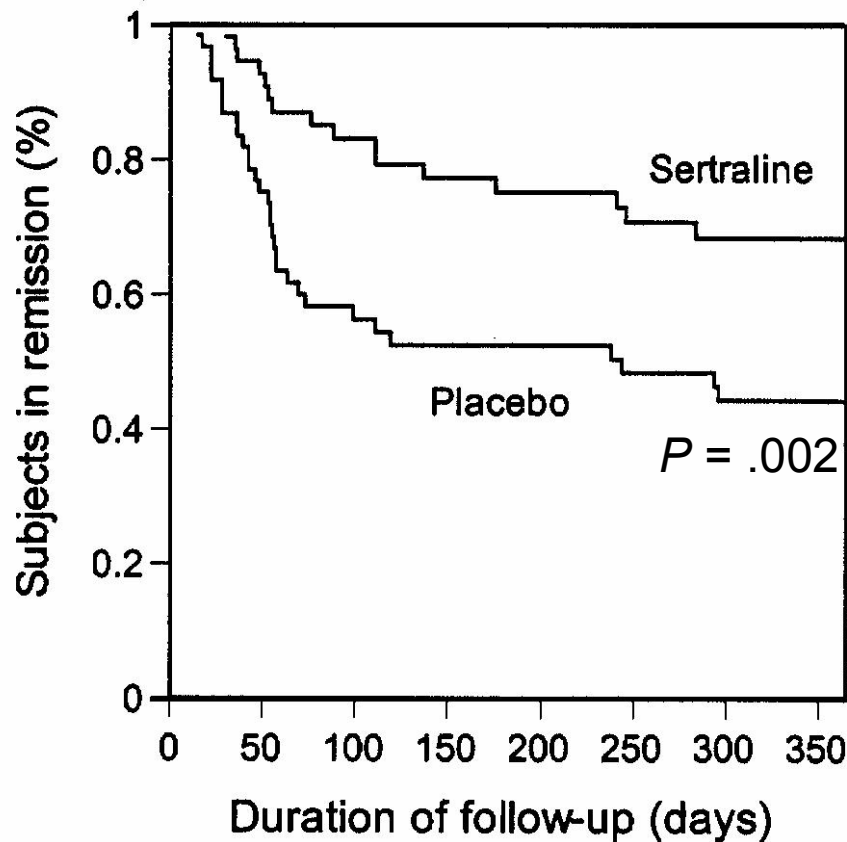 Subjects in remission (%)
1
0.8
0.6
0.4
0.2
0
Sertraline
Placebo
P = .002
0 50 100 150 200 250 300 350
Duration of follow-up (days)